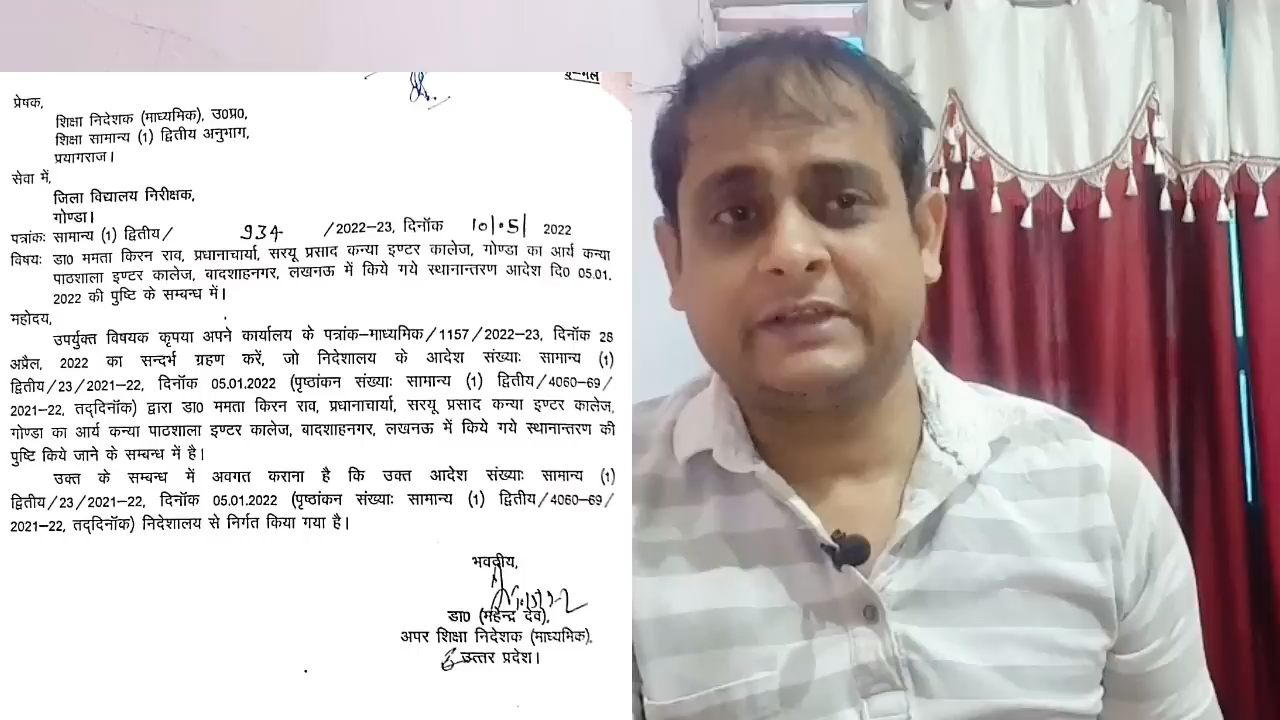 ई-मेल
प्रेषक,
शिक्षा निदेशक (माध्यमिक), उ0प्र0,
शिक्षा सामान्य (1) द्वितीय अनुभाग,
प्रयागराज।
सेवा में,
जिला विद्यालय निरीक्षक,
गोण्डा।
पत्रांकः सामान्य (1) द्वितीय/ 934 /2022-23, दिनॉक 10/05/ 2022
विषयः डा0 ममता किरन राव, प्रधानाचार्या, सरयू प्रसाद कन्या इण्टर कालेज, गोण्डा का आर्य कन्या
पाठशाला इण्टर कालेज, बादशाहनगर, लखनऊ में किये गये स्थानान्तरण आदेश दि0 05.01.
2022 की पुष्टि के सम्बन्ध में।
महोदय,
उपर्युक्त विषयक कृपया अपने कार्यालय के पत्रांक-माध्यमिक/1157/2022-23, दिनॉक 28
अप्रैल, 2022 का सन्दर्भ ग्रहण करें, जो निदेशालय के आदेश संख्याः सामान्य (1)
द्वितीय/23/2021-22, दिनॉक 05.01.2022 (पृष्ठांकन संख्याः सामान्य (1) द्वितीय/4060-69/
2021-22, तद्दिनॉक) द्वारा डा0 ममता किरन राव, प्रधानाचार्या, सरयू प्रसाद कन्या इण्टर कालेज,
गोण्डा का आर्य कन्या पाठशाला इण्टर कालेज, बादशाहनगर, लखनऊ में किये गये स्थानान्तरण की
पुष्टि किये जाने के सम्बन्ध में है।
उक्त के सम्बन्ध में अवगत कराना है कि उक्त आदेश संख्याः सामान्य (1)
द्वितीय/23/2021-22, दिनॉक 05.01.2022 (पृष्ठांकन संख्याः सामान्य (1) द्वितीय/4060-69/
2021-22, तद्दिनॉक) निदेशालय से निर्गत किया गया है।
भवदीय,
डा0 (महेन्द्र देव),
अपर शिक्षा निदेशक (माध्यमिक),
उत्तर प्रदेश।